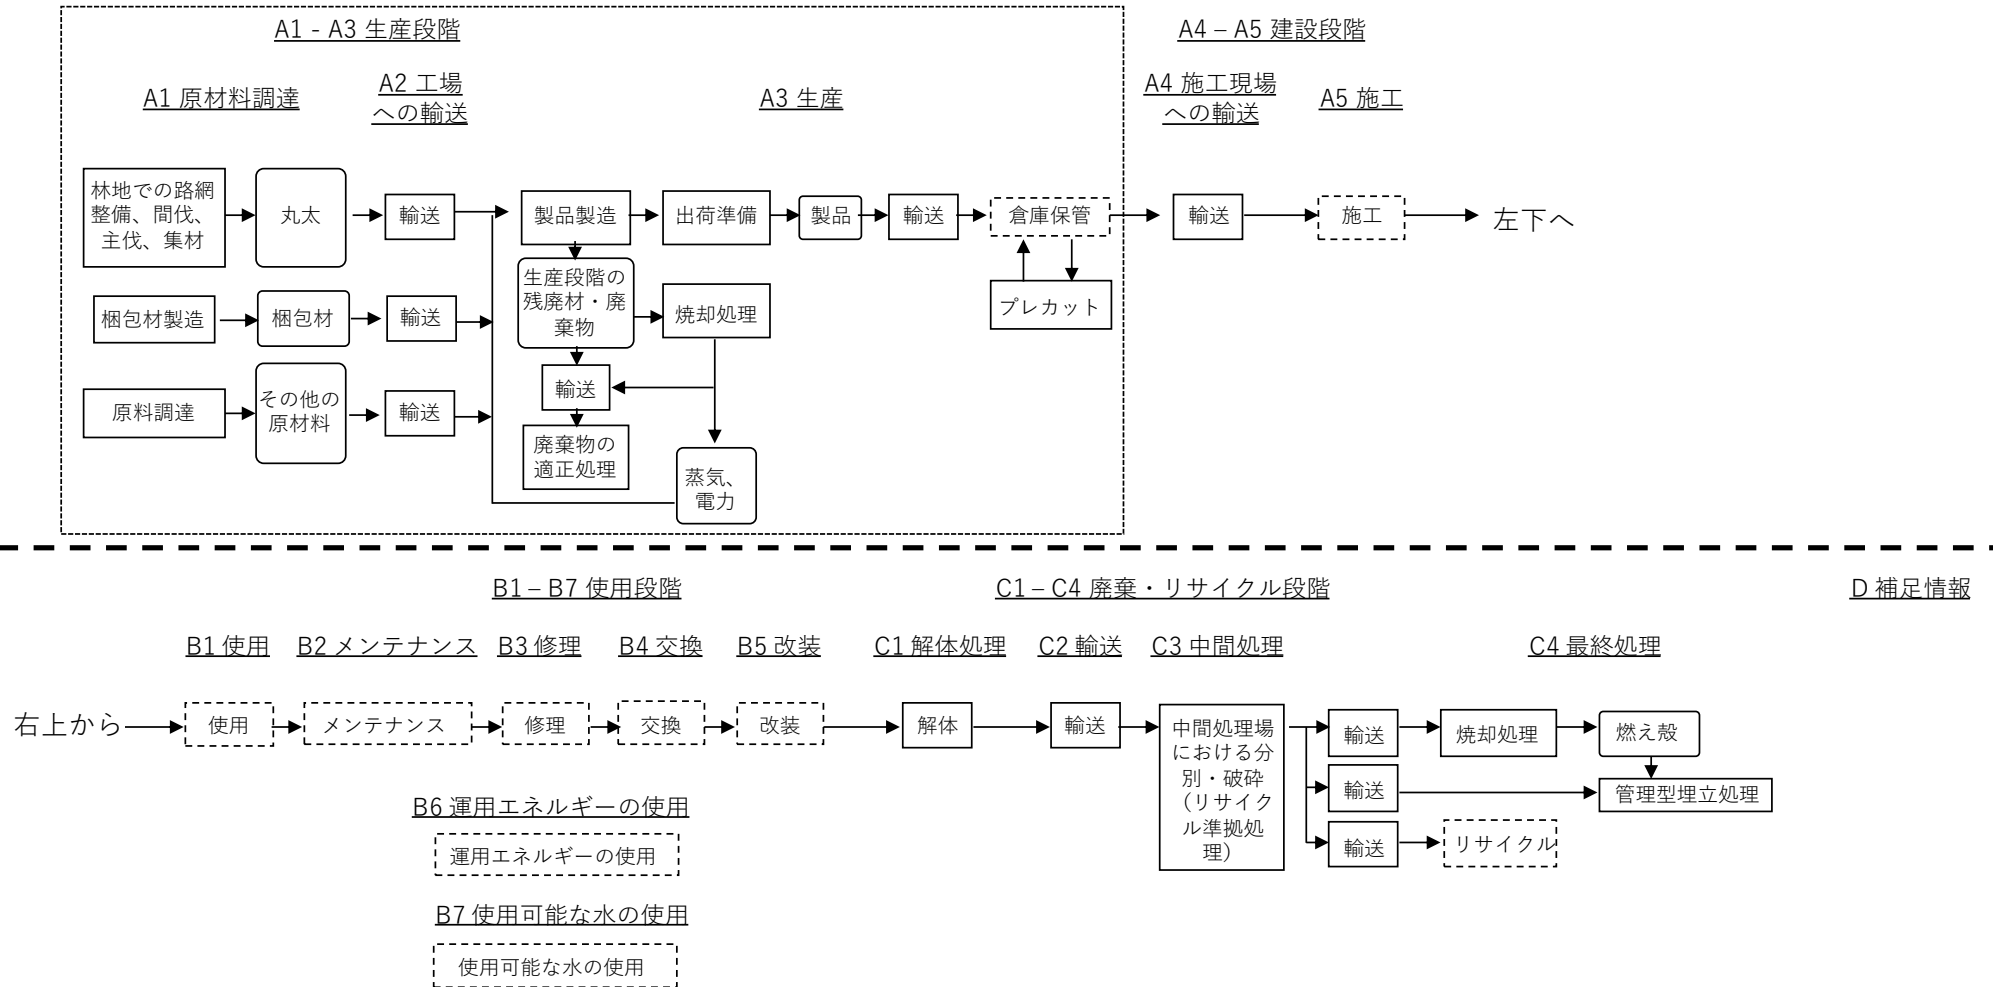 A1 - A3 生産段階
A4 – A5 建設段階
A1 原材料調達
A2 工場
への輸送
A3 生産
A4 施工現場
への輸送
A5 施工
林地での路網
整備、間伐、
主伐、集材
丸太
輸送
製品製造
出荷準備
製品
輸送
倉庫保管
輸送
施工
左下へ
梱包材製造
梱包材
輸送
生産段階の
残廃材・廃
棄物
焼却処理
プレカット
原料調達
その他の
原材料
輸送
輸送
廃棄物の
適正処理
蒸気、
電力
B1 – B7 使用段階
C1 – C4 廃棄・リサイクル段階
D 補足情報
B1 使用
B2 メンテナンス
B3 修理
B4 交換
B5 改装
C1 解体処理
C2 輸送
C3 中間処理
C4 最終処理
右上から
使用
メンテナンス
修理
交換
改装
解体
輸送
中間処理場
における分
別・破砕
（リサイク
ル準拠処
理）
輸送
焼却処理
燃え殻
輸送
管理型埋立処理
輸送
リサイクル
B6 運用エネルギーの使用
運用エネルギーの使用
B7 使用可能な水の使用
使用可能な水の使用